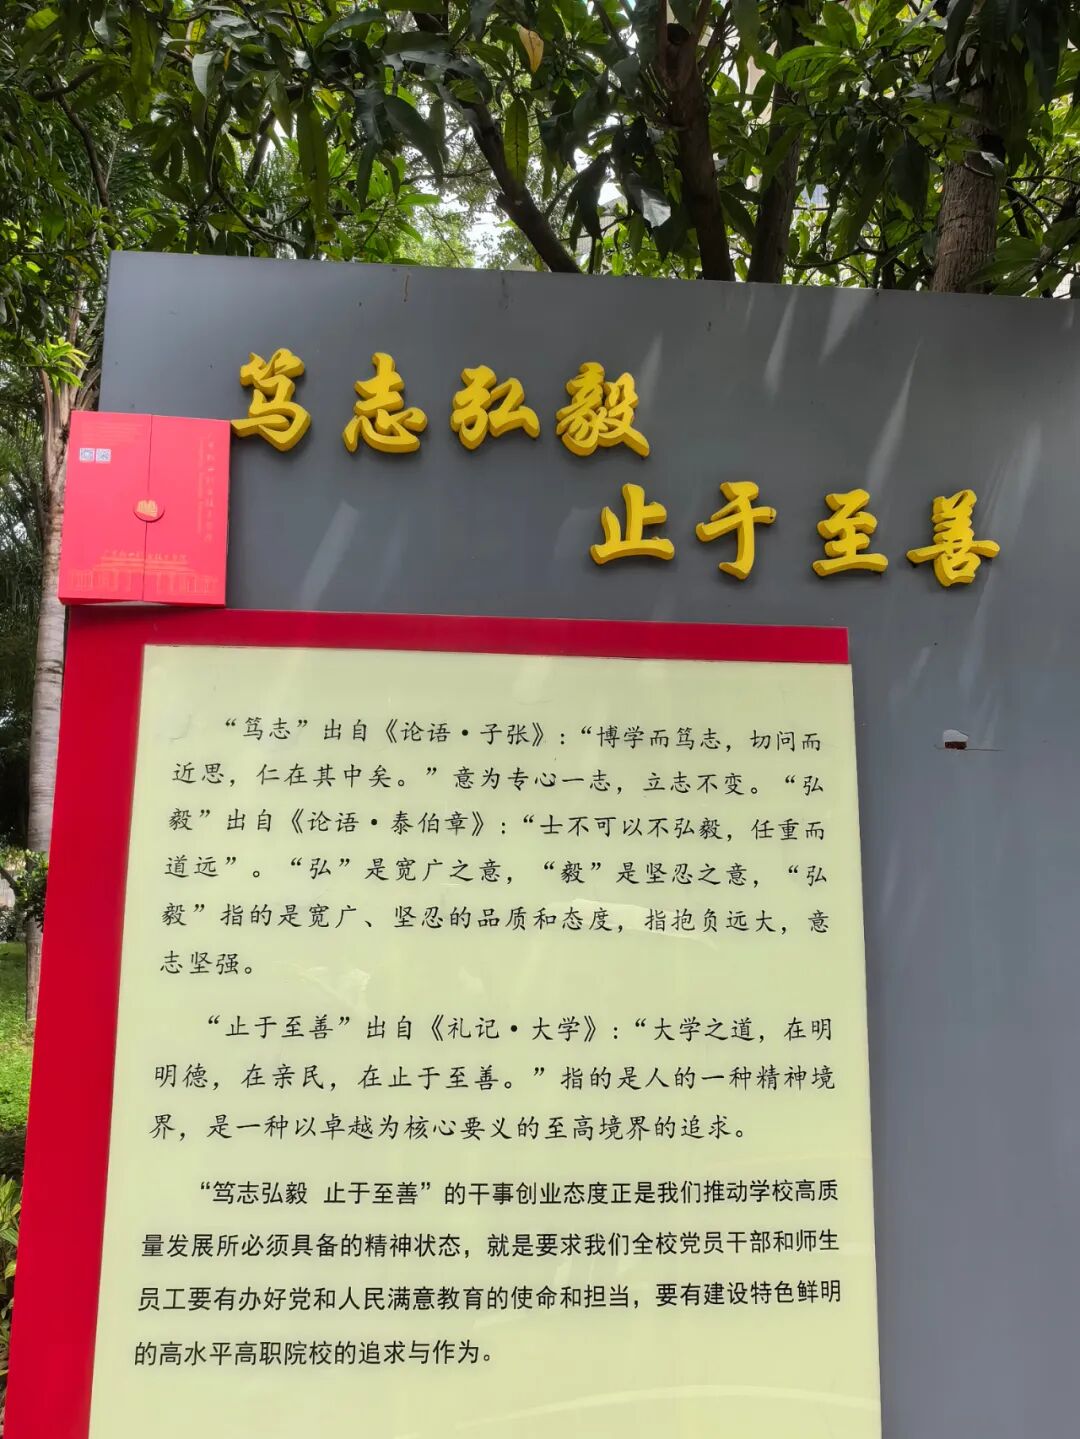 笃志弘毅
止于至善
“笃志”出自《论语·子张》:“博学而笃志，切问而
近思，仁在其中矣。”意为专心一志，立志不变。“弘
毅”出自《论语·泰伯章》:“士不可以不弘毅，任重而
道远”。“弘”是宽广之意，“毅”是坚忍之意，“弘
毅”指的是宽广、坚忍的品质和态度，指抱负远大，意
志坚强。
“止于至善”出自《礼记·大学》:“大学之道，在明
明德，在亲民，在止于至善。”指的是人的一种精神境
界，是一种以卓越为核心要义的至高境界的追求。
“笃志弘毅 止于至善”的干事创业态度正是我们推动学校高质
量发展所必须具备的精神状态，就是要求我们全校党员干部和师生
员工要有办好党和人民满意教育的使命和担当，要有建设特色鲜明
的高水平高职院校的追求与作为。